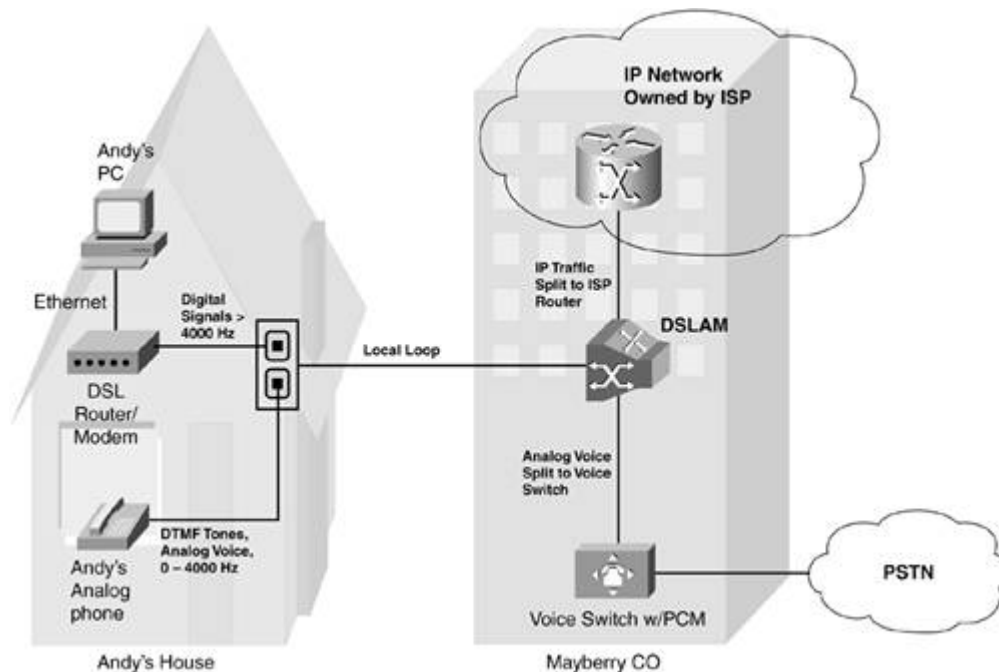 IP Network
Owned by ISP
Andy's
PC
Ethernet
Digital
Signals >
4000 Hz
IP Traffic
Split to ISP
Router
DSLAM
Local Loop
DSL
Router/
Modem
Analog Voice
Split to Voice
Switch
DTMF Tones,
Analog Voice,
0 – 4000 Hz
Andy's
Analog
phone
PSTN
Voice Switch w/PCM
Andy's House
Mayberry CO